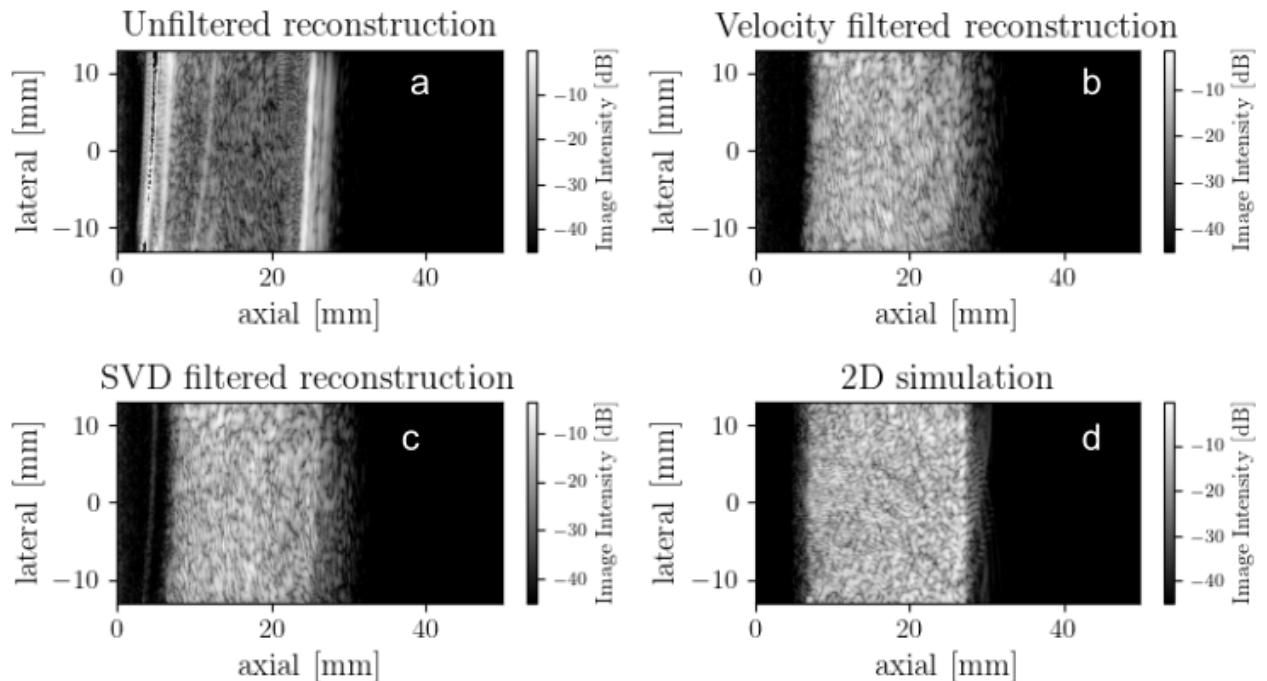 Unfiltered reconstruction
a
10
0
−10
lateral [mm]
0
20
40
axial [mm]
−10
−20
−30
−40
Image Intensity [dB]
Velocity filtered reconstruction
b
10
0
−10
lateral [mm]
0
20
40
axial [mm]
−10
−20
−30
−40
Image Intensity [dB]
SVD filtered reconstruction
c
10
0
−10
lateral [mm]
0
20
40
axial [mm]
−10
−20
−30
−40
Image Intensity [dB]
2D simulation
d
10
0
−10
lateral [mm]
0
20
40
axial [mm]
−10
−20
−30
−40
Image Intensity [dB]